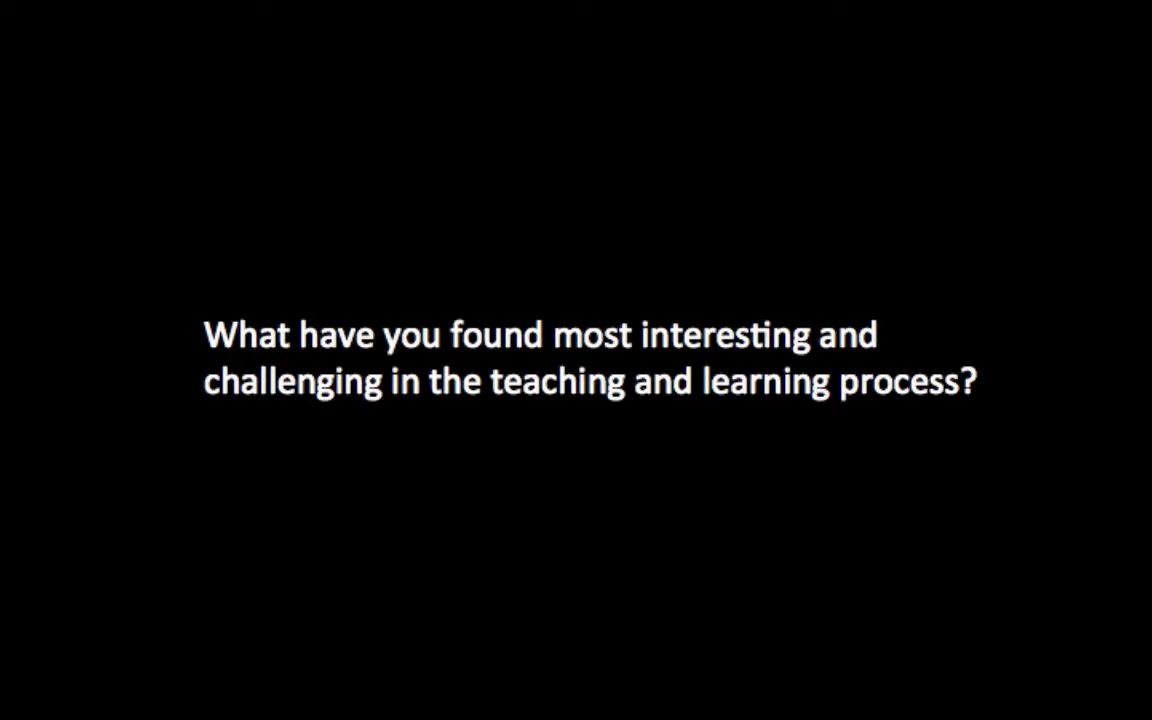 What have you found most interesting and
challenging in the teaching and learning process?